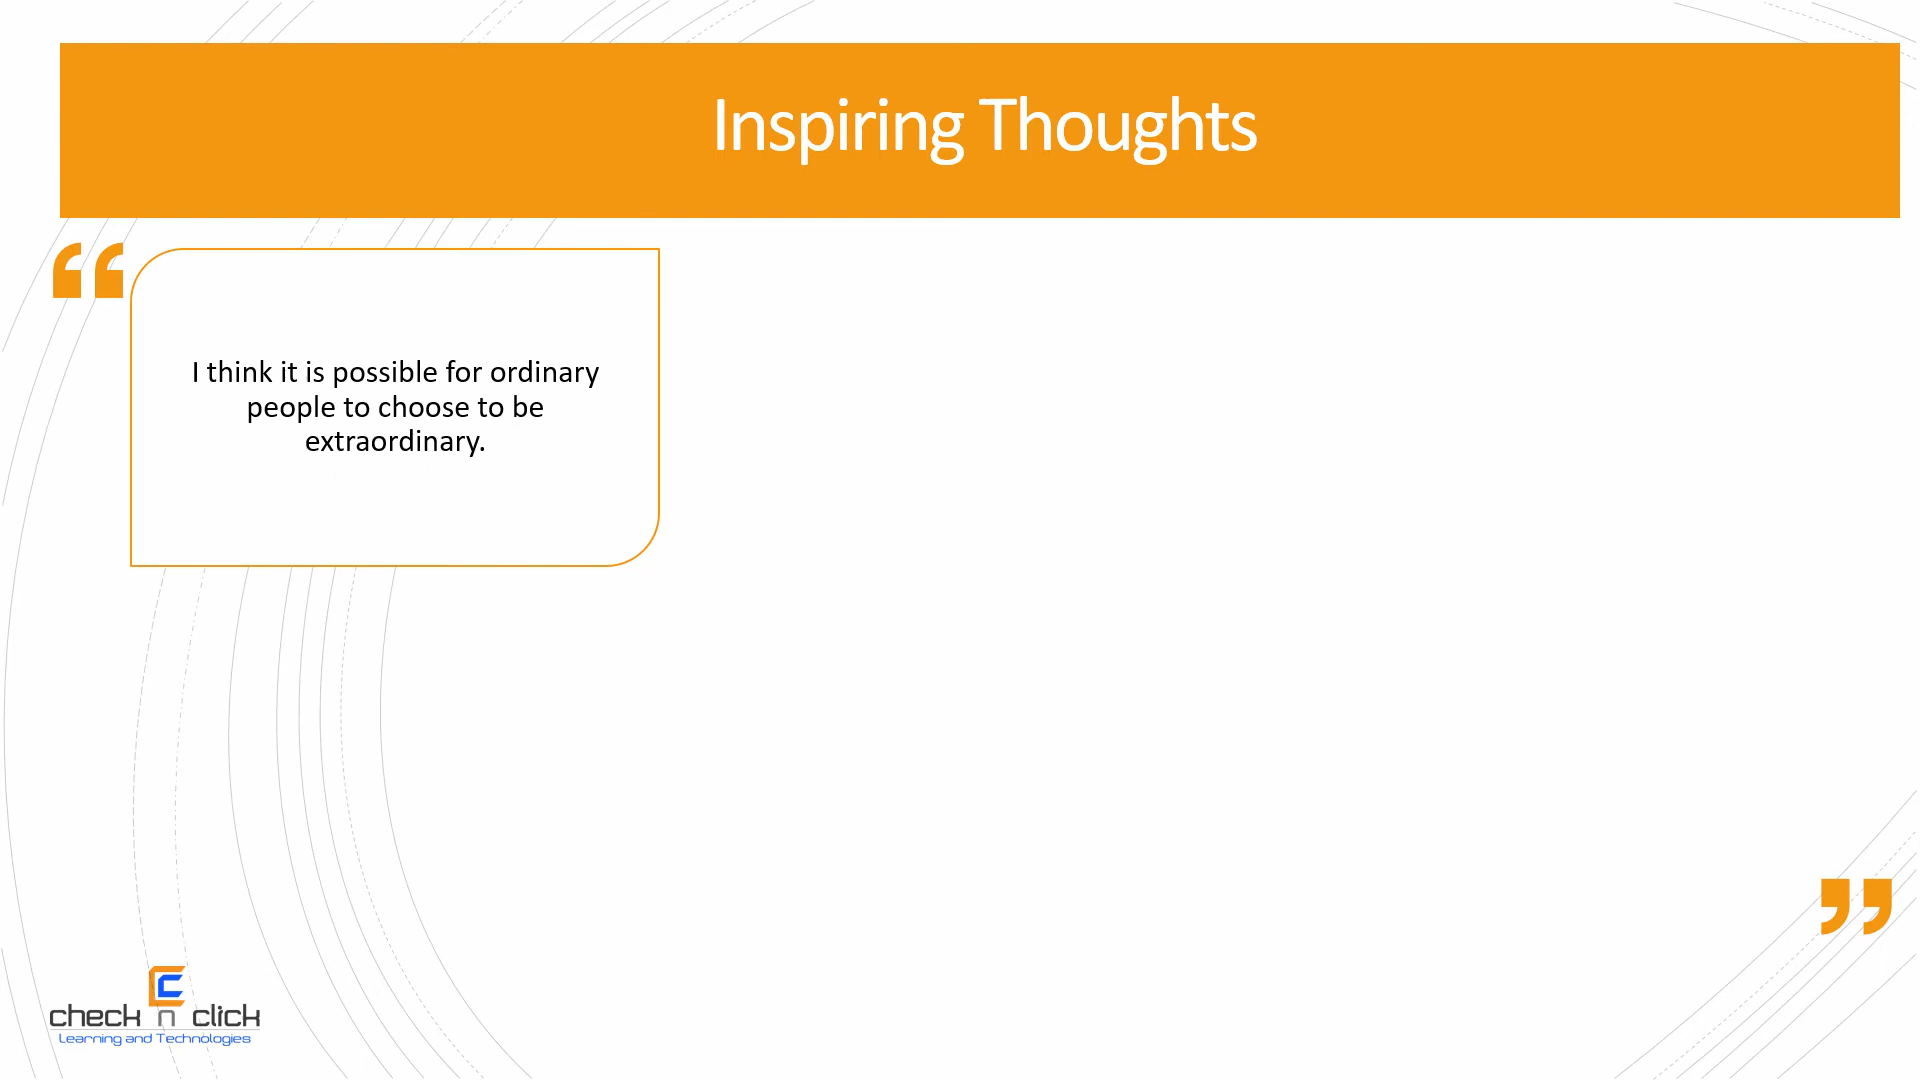 Inspiring Thoughts
“
I think it is possible for ordinary
people to choose to be
extraordinary.
”
check n click
Learning and Technologies